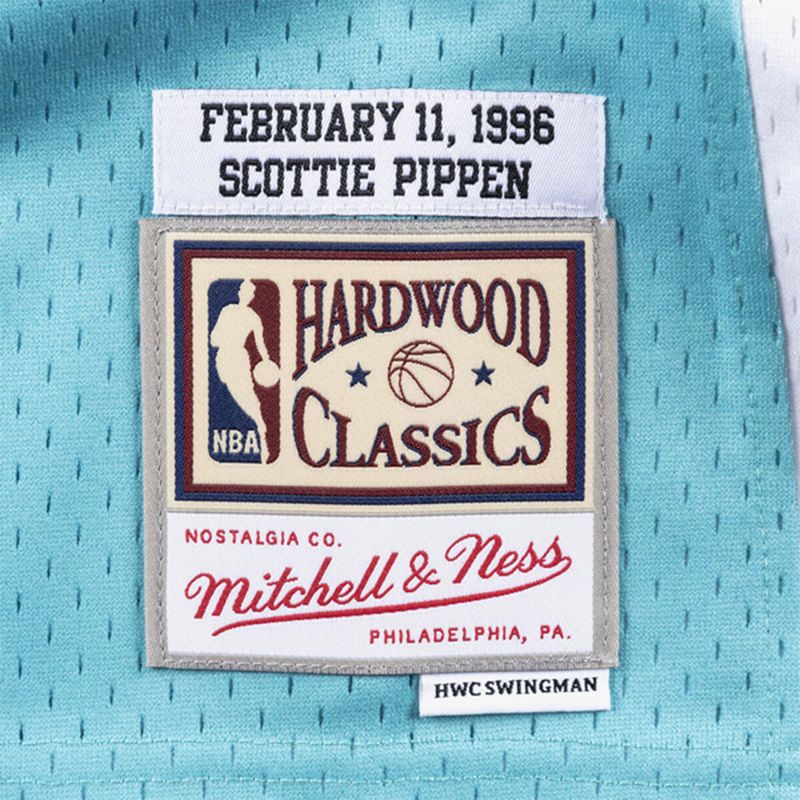 FEBRUARY 11, 1996
SCOTTIE PIPPEN
HARDWOOD
CLASSICS
NBA
NOSTALGIA CO.
Mitchell & Ness
PHILADELPHIA, PA.
HWC SWINGMAN